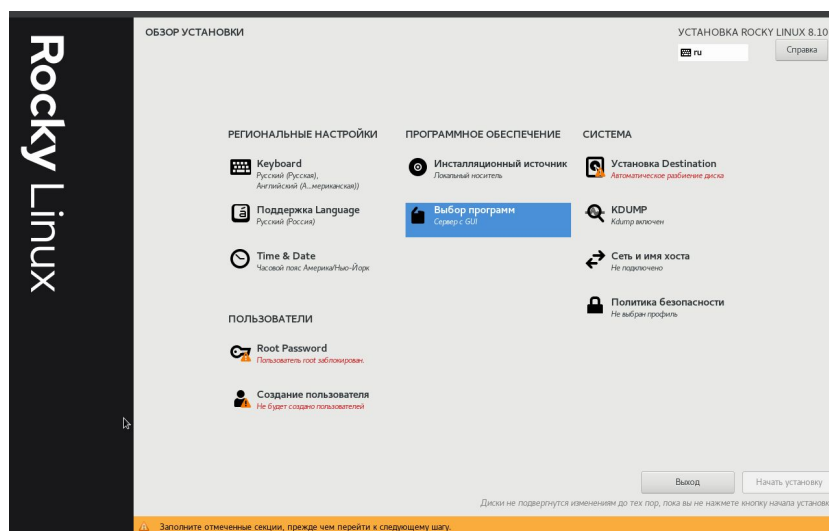 Rocky Linux
ОБЗОР УСТАНОВКИ
УСТАНОВКА ROCKY LINUX 8.10
ru
Справка
РЕГИОНАЛЬНЫЕ НАСТРОЙКИ
Keyboard
Русский (Русская),
Английский (А...мериканская))
Поддержка Language
Русский (Россия)
Time & Date
Часовой пояс Америка/Нью-Йорк
ПОЛЬЗОВАТЕЛИ
Root Password
Пользователь root заблокирован.
Создание пользователя
Не будет создано пользователей
ПРОГРАММНОЕ ОБЕСПЕЧЕНИЕ
Инсталляционный источник
Локальный носитель
Выбор программ
Сервер с GUI
СИСТЕМА
Установка Destination
Автоматическое разбиение диска
KDUMP
Kdump включен
Сеть и имя хоста
Не подключено
Политика безопасности
Не выбран профиль
Выход
Начать установку
Диски не подвергнутся изменениям до тех пор, пока вы не нажмете кнопку начала установк
Заполните отмеченные секции, прежде чем перейти к следующему шагу.